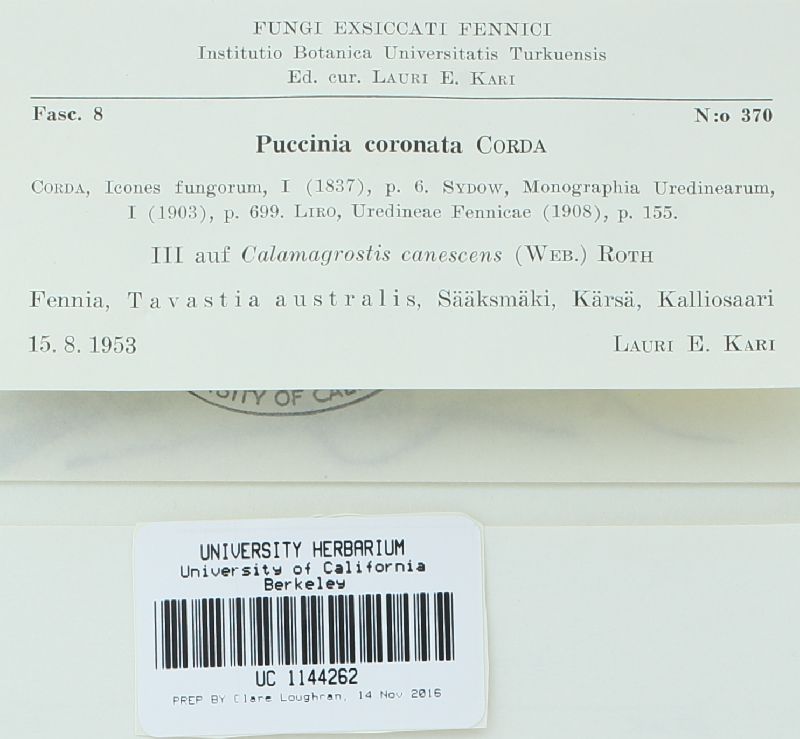 FUNGI EXSICCATI FENNICI
Institutio Botanica Universitatis Turkuensis
Ed. cur. LAURI E. KARI
Fasc. 8 N:o 370
Puccinia coronata CORDA
CORDA, Icones fungorum, I (1837), p. 6. SYDOW, Monographia Uredinearum,
I (1903), p. 699. LIRO, Uredineae Fennicae (1908), p. 155.
III auf Calamagrostis canescens (WEB.) ROTH
Fennia, Tavastia australis, Sääksmäki, Kärsä, Kalliosaari
15. 8. 1953 LAURI E. KARI
OF
UNIVERSITY HERBARIUM
University of California
Berkeley
UC 1144262
PREP BY Clare Loughran, 14 Nov 2016